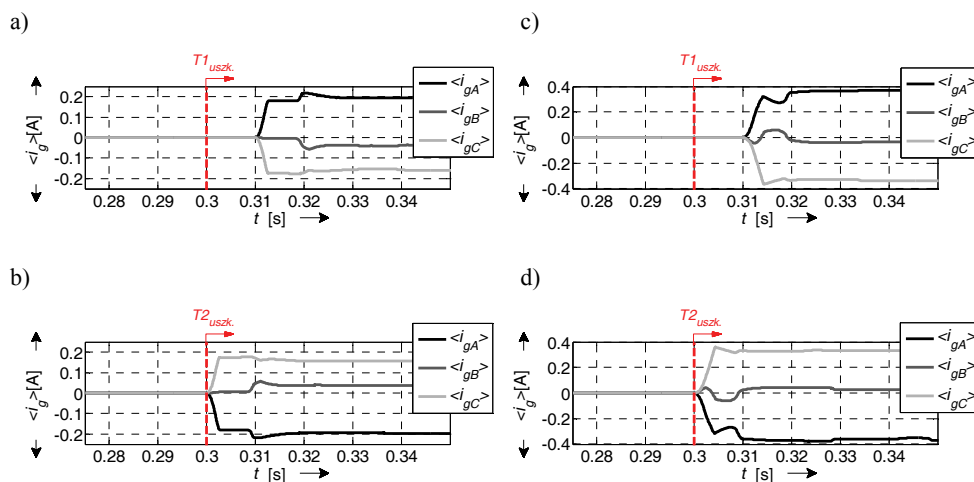 a)
T1uszk.
<igA>
<igB>
<igC>
<ig>[A]
0.2
0.1
0
-0.1
-0.2
0.28 0.29 0.3 0.31 0.32 0.33 0.34
t [s]
c)
T1uszk.
<igA>
<igB>
<igC>
<ig>[A]
0.4
0.2
0
-0.2
-0.4
0.28 0.29 0.3 0.31 0.32 0.33 0.34
t [s]
b)
T2uszk.
<igA>
<igB>
<igC>
<ig>[A]
0.2
0.1
0
-0.1
-0.2
0.28 0.29 0.3 0.31 0.32 0.33 0.34
t [s]
d)
T2uszk.
<igA>
<igB>
<igC>
<ig>[A]
0.4
0.2
0
-0.2
-0.4
0.28 0.29 0.3 0.31 0.32 0.33 0.34
t [s]